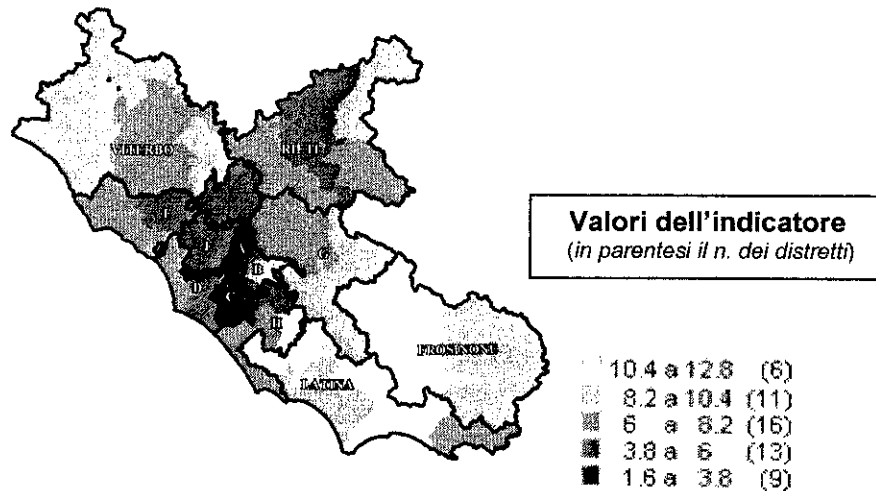 VITERBO
RIETI
F
G
B
D
C
H
FROSINONE
LATINA
Valori dell'indicatore
(in parentesi il n. dei distretti)
10.4 a 12.8 (6)
8.2 a 10.4 (11)
6 a 8.2 (16)
3.8 a 6 (13)
1.6 a 3.8 (9)